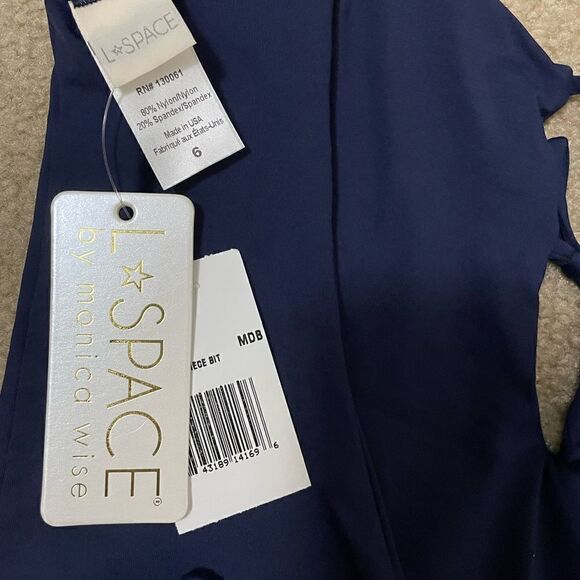 L☆SPACE
RN# 130061
80% Nylon/Nylon
20% Spandex/Spandex
Made in USA
Fabriqué aux États-Unis
6
L☆SPACE®
by monica wise
MDB
IECE BIT
43189 14169 6